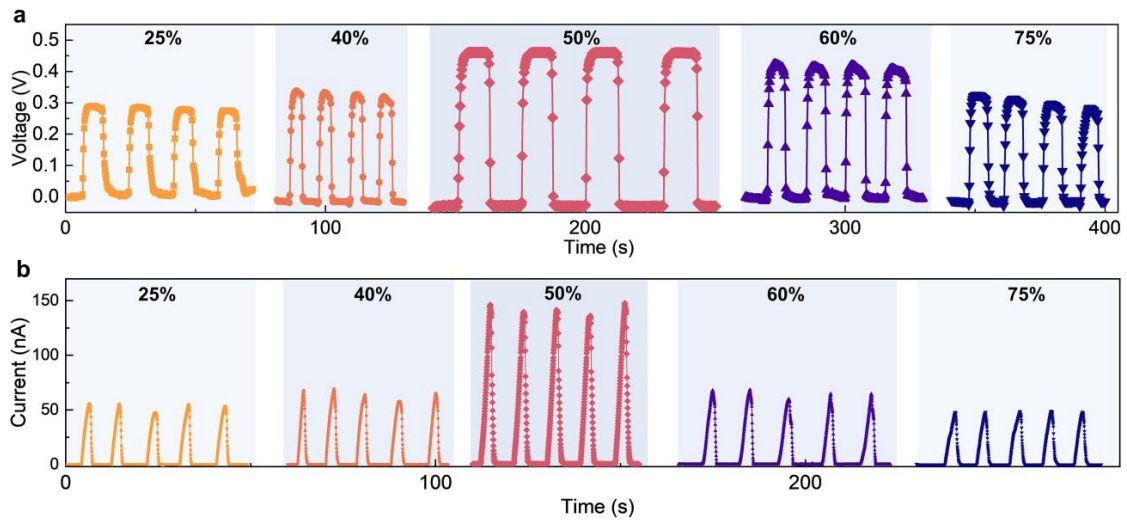 a
25% 40% 50% 60% 75%
0.5
0.4
0.3
0.2
0.1
0.0
Voltage (V)
0 100 200 300 400
Time (s)
b
25% 40% 50% 60% 75%
150
100
50
0
Current (nA)
0 100 200
Time (s)